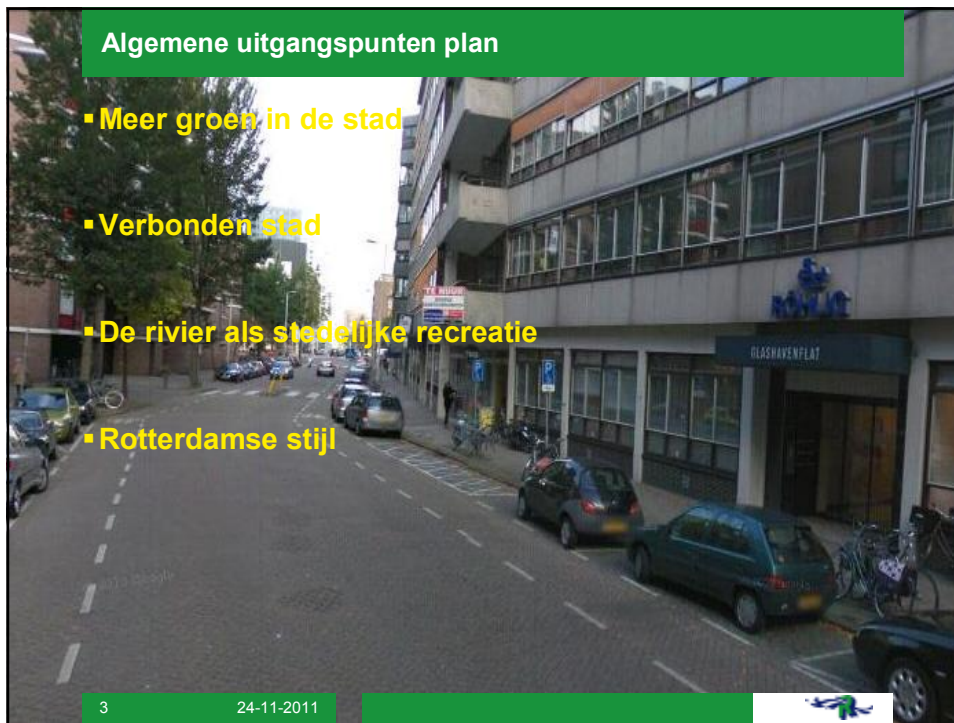 Algemene uitgangspunten plan
▪ Meer groen in de stad
▪ Verbonden stad
▪ De rivier als stedelijke recreatie
▪ Rotterdamse stijl
TE HUUR
RÖHLIG
GLASHAVENFLAT
P
P
3 24-11-2011